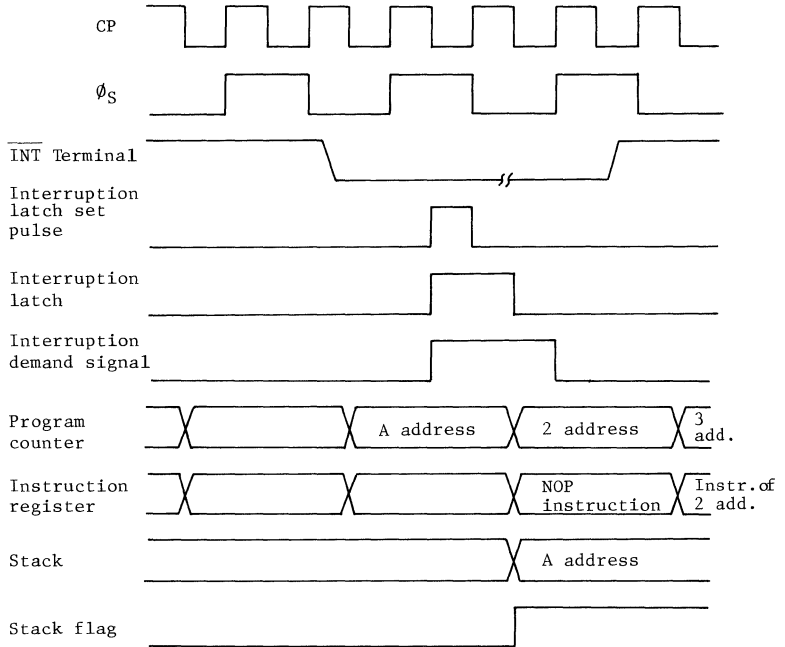 CP
ØS
INT Terminal
Interruption
latch set
pulse
Interruption
latch
Interruption
demand signal
Program
counter
A address
2 address
3
add.
Instruction
register
NOP
instruction
Instr.of
2 add.
Stack
A address
Stack flag